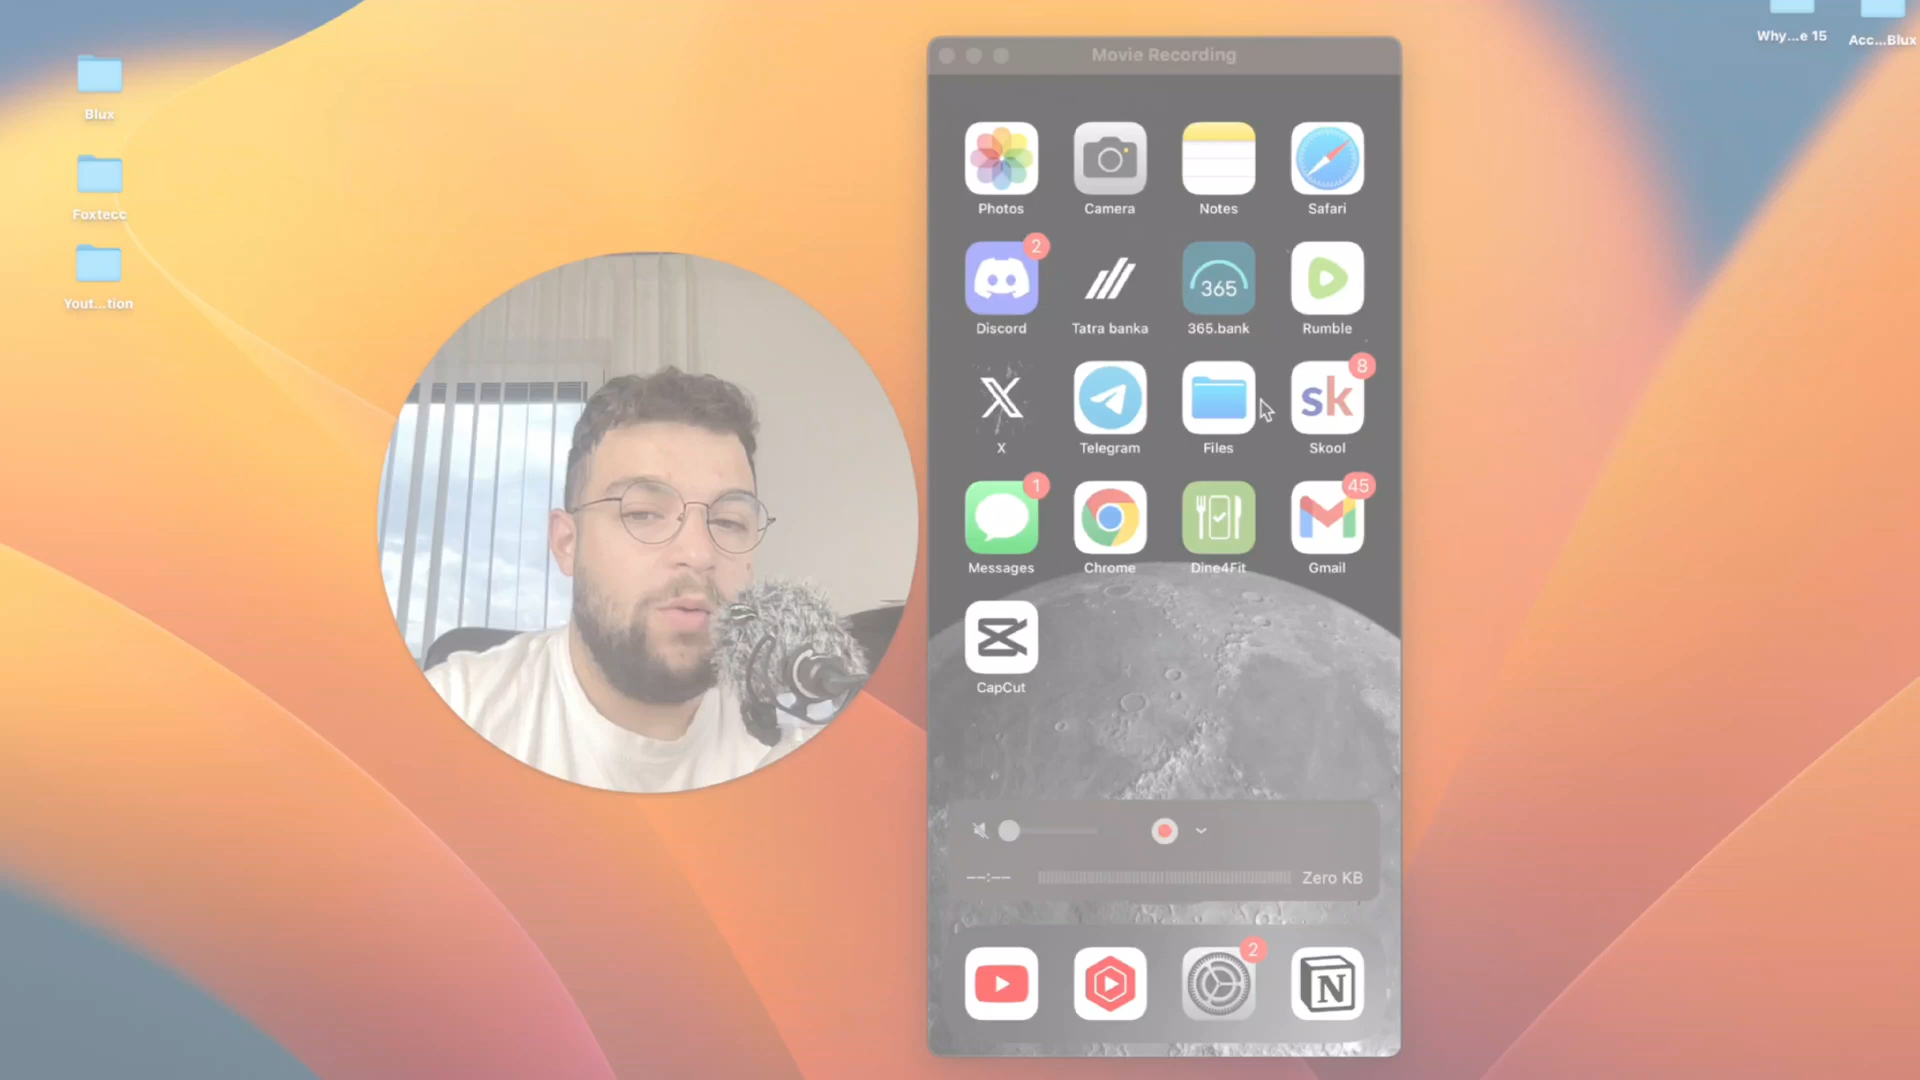 Why...e 15
Acc...Blux
Blux
Foxtecc
Yout...tion
Movie Recording
Photos
Camera
Notes
Safari
2
365
Discord
Tatra banka
365.bank
Rumble
8
sk
X
Telegram
Files
Skool
1
45
Messages
Chrome
Dine4Fit
Gmail
CapCut
--:--
Zero KB
2
N